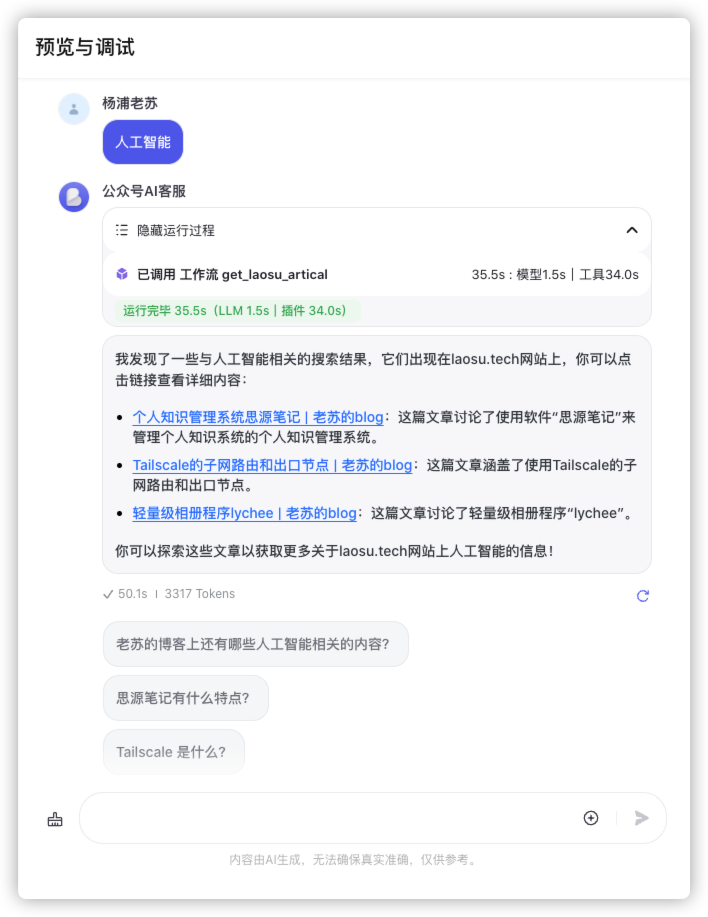 预览与调试
杨浦老苏
人工智能
公众号AI客服
隐藏运行过程
已调用 工作流 get_laosu_artical 35.5s : 模型1.5s | 工具34.0s
运行完毕 35.5s（LLM 1.5s | 插件 34.0s）
我发现了一些与人工智能相关的搜索结果，它们出现在laosu.tech网站上，你可以点
击链接查看详细内容：
• 个人知识管理系统思源笔记 | 老苏的blog：这篇文章讨论了使用软件“思源笔记”来
管理个人知识系统的个人知识管理系统。
• Tailscale的子网路由和出口节点 | 老苏的blog：这篇文章涵盖了使用Tailscale的子
网路由和出口节点。
• 轻量级相册程序lychee | 老苏的blog：这篇文章讨论了轻量级相册程序“lychee”。
你可以探索这些文章以获取更多关于laosu.tech网站上人工智能的信息！
50.1s | 3317 Tokens
老苏的博客上还有哪些人工智能相关的内容？
思源笔记有什么特点？
Tailscale 是什么？
内容由AI生成，无法确保真实准确，仅供参考。